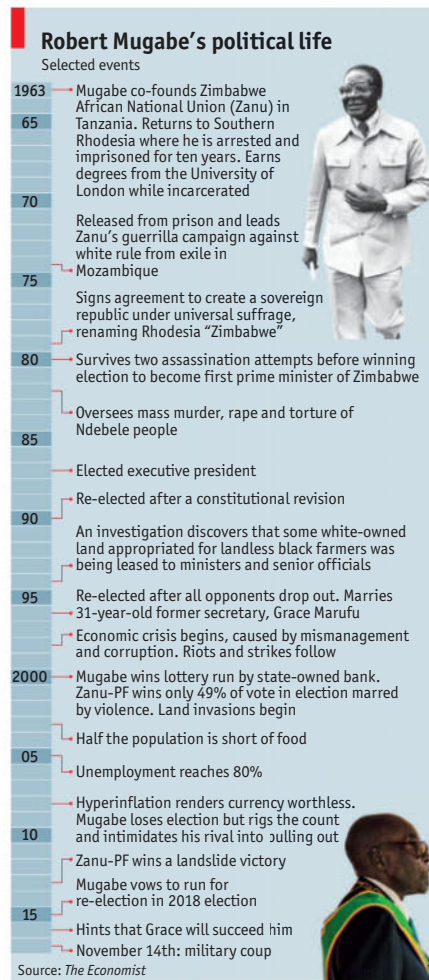 Robert Mugabe's political life
Selected events
1963
Mugabe co-founds Zimbabwe
African National Union (Zanu) in
Tanzania. Returns to Southern
Rhodesia where he is arrested and
imprisoned for ten years. Earns
degrees from the University of
London while incarcerated
65
70
Released from prison and leads
Zanu's guerrilla campaign against
white rule from exile in
Mozambique
75
Signs agreement to create a sovereign
republic under universal suffrage,
renaming Rhodesia “Zimbabwe”
80
Survives two assassination attempts before winning
election to become first prime minister of Zimbabwe
Oversees mass murder, rape and torture of
Ndebele people
85
Elected executive president
Re-elected after a constitutional revision
90
An investigation discovers that some white-owned
land appropriated for landless black farmers was
being leased to ministers and senior officials
95
Re-elected after all opponents drop out. Marries
31-year-old former secretary, Grace Marufu
Economic crisis begins, caused by mismanagement
and corruption. Riots and strikes follow
2000
Mugabe wins lottery run by state-owned bank.
Zanu-PF wins only 49% of vote in election marred
by violence. Land invasions begin
Half the population is short of food
05
Unemployment reaches 80%
Hyperinflation renders currency worthless.
Mugabe loses election but rigs the count
and intimidates his rival into pulling out
10
Zanu-PF wins a landslide victory
Mugabe vows to run for
re-election in 2018 election
15
Hints that Grace will succeed him
November 14th: military coup
Source: The Economist